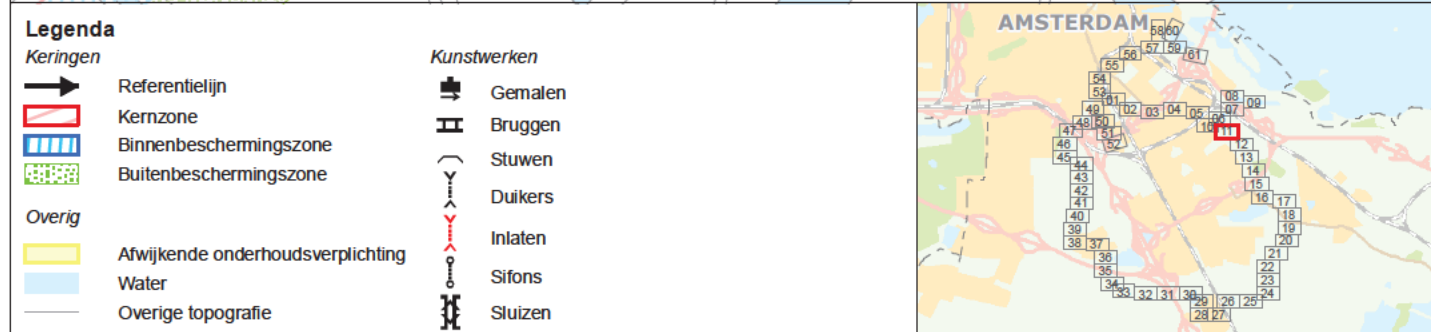 Legenda
Keringen
Referentielijn
Kernzone
Binnenbeschermingszone
Buitenbeschermingszone
Overig
Afwijkende onderhoudsverplichting
Water
Overige topografie
Kunstwerken
Gemalen
Bruggen
Stuwen
Duikers
Inlaten
Sifons
Sluizen
AMSTERDAM
58 60
57 59
56 61
55
54
53
01
49 02 03 04 05 06 07 08 09
48 50
47 51
10 11
46 52
45
12
13
44
14
43
15
42
16
41
17
40
18
39
19
38 37
20
36
21
35
22
34
23
33 32 31 30
24
29 26 25
28 27